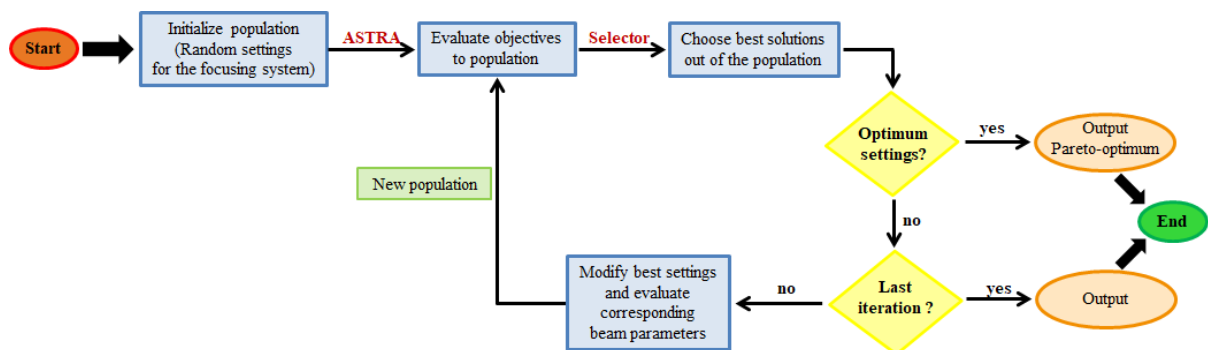 Start
Initialize population
(Random settings
for the focusing system)
ASTRA
Evaluate objectives
to population
Selector
Choose best solutions
out of the population
Optimum
settings?
yes
Output
Pareto-optimum
New population
no
End
Modify best settings
and evaluate
corresponding
beam parameters
no
Last
iteration ?
yes
Output